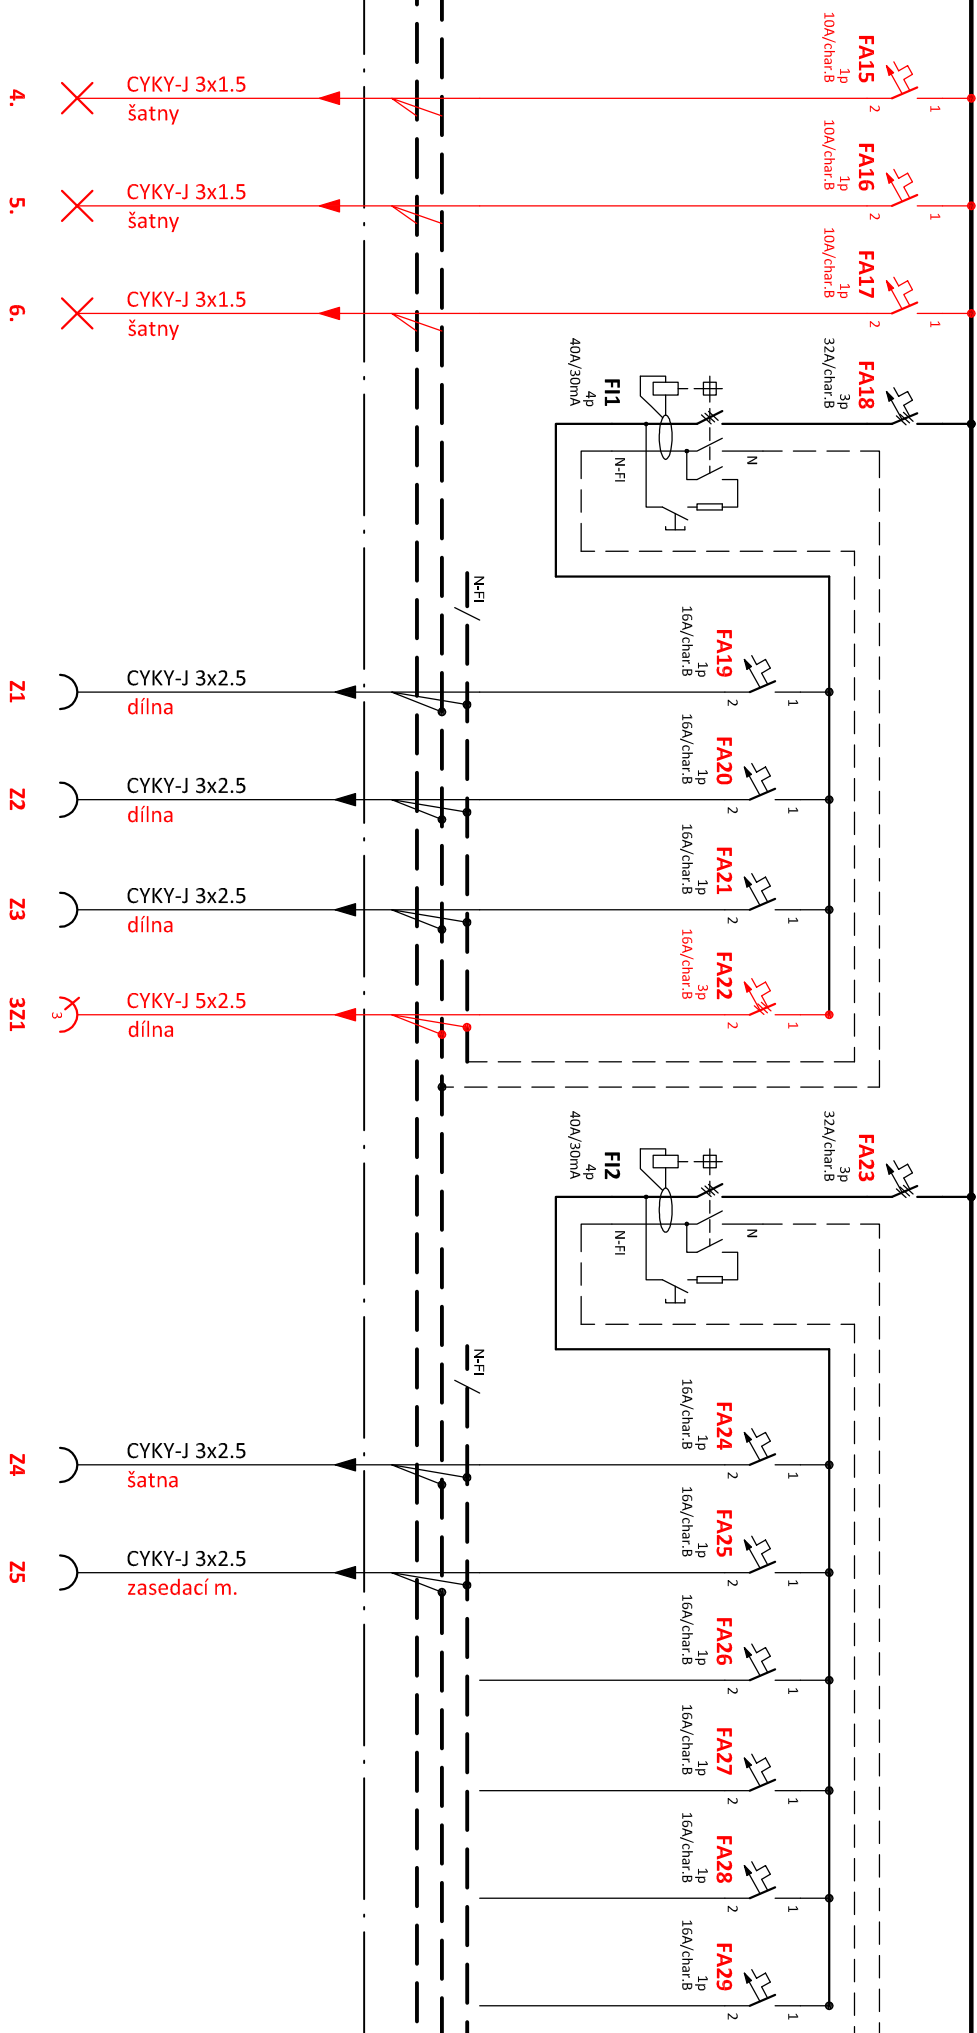 FA15
1p
10A/char.B
1
2
CYKY-J 3x1.5
šatny
4.
FA16
1p
10A/char.B
1
2
CYKY-J 3x1.5
šatny
5.
FA17
1p
10A/char.B
1
2
CYKY-J 3x1.5
šatny
6.
FA18
3p
32A/char.B
FI1
4p
40A/30mA
N
N-FI
N-FI
FA19
1p
16A/char.B
1
2
CYKY-J 3x2.5
dílna
Z1
FA20
1p
16A/char.B
1
2
CYKY-J 3x2.5
dílna
Z2
FA21
1p
16A/char.B
1
2
CYKY-J 3x2.5
dílna
Z3
FA22
3p
16A/char.B
1
2
CYKY-J 5x2.5
dílna
3
3Z1
FA23
3p
32A/char.B
FI2
4p
40A/30mA
N
N-FI
N-FI
FA24
1p
16A/char.B
1
2
CYKY-J 3x2.5
šatna
Z4
FA25
1p
16A/char.B
1
2
CYKY-J 3x2.5
zasedací m.
Z5
FA26
1p
16A/char.B
1
2
FA27
1p
16A/char.B
1
2
FA28
1p
16A/char.B
1
2
FA29
1p
16A/char.B
1
2